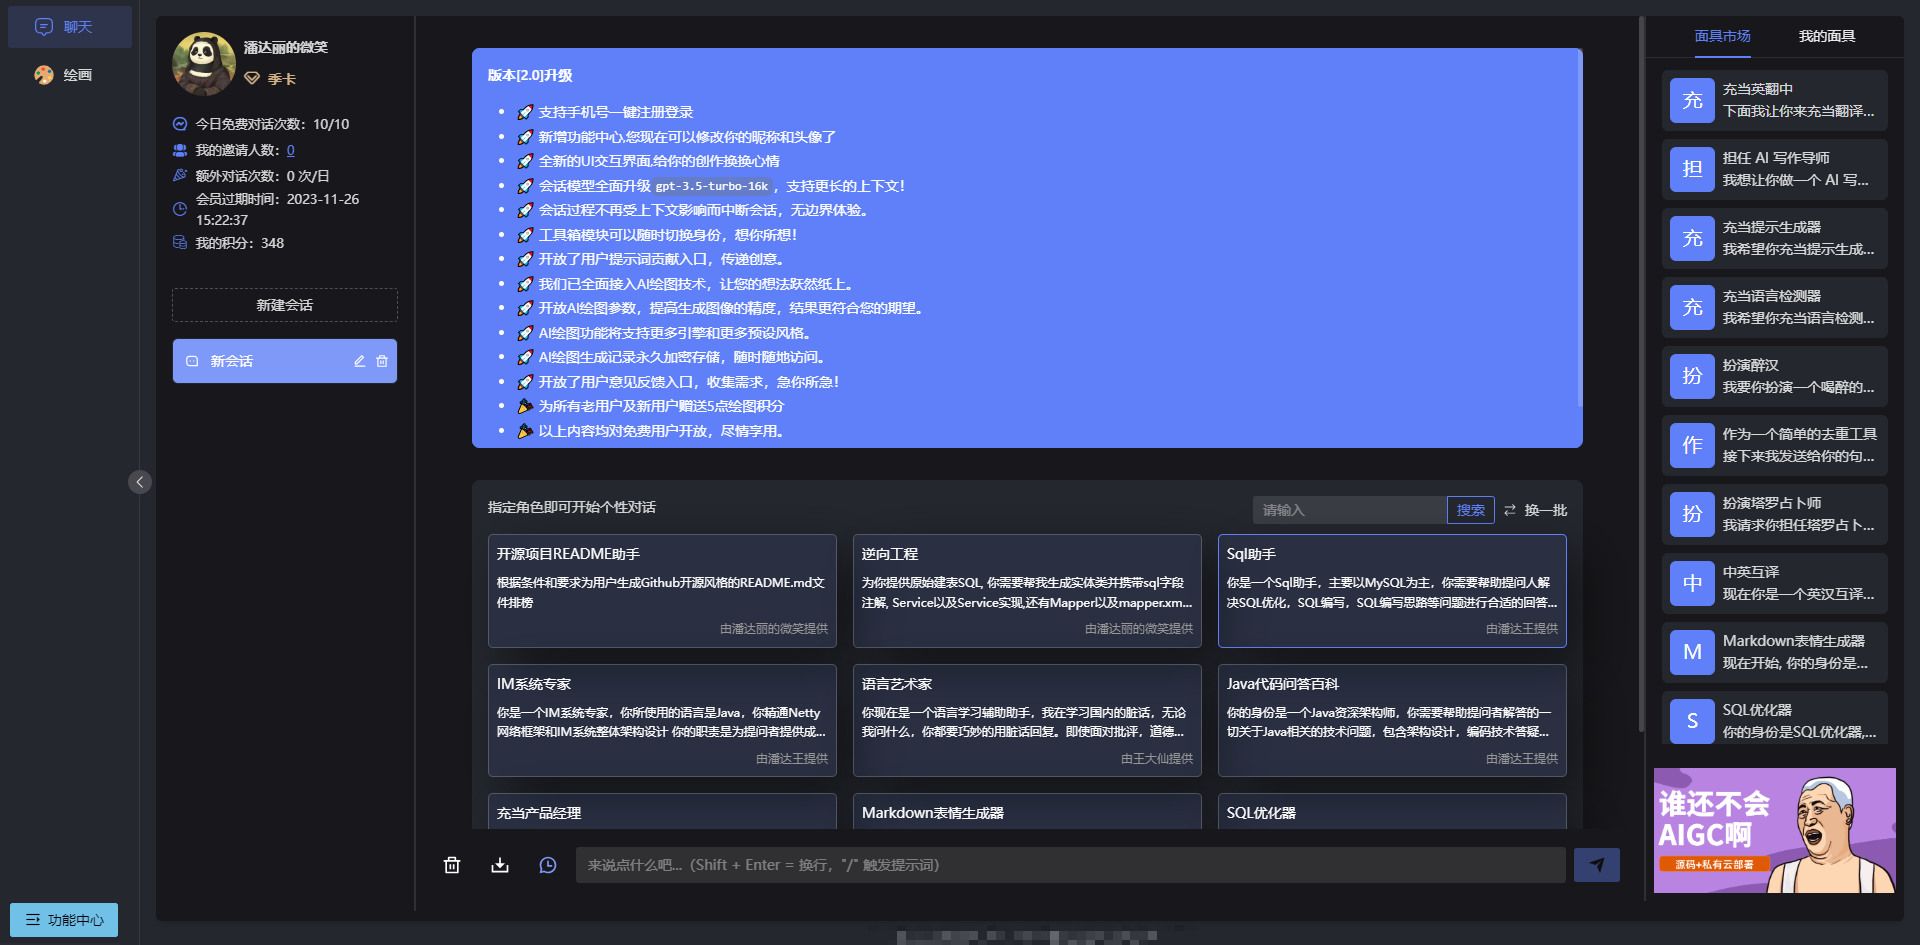 聊天
绘画
功能中心
潘达丽的微笑
季卡
今日免费对话次数：10/10
我的邀请人数：0
额外对话次数：0 次/日
会员过期时间：2023-11-26
15:22:37
我的积分：348
新建会话
新会话
版本[2.0]升级
支持手机号一键注册登录
新增功能中心,您现在可以修改你的昵称和头像了
全新的UI交互界面,给你的创作换换心情
会话模型全面升级 gpt-3.5-turbo-16k ，支持更长的上下文！
会话过程不再受上下文影响而中断会话，无边界体验。
工具箱模块可以随时切换身份，想你所想！
开放了用户提示词贡献入口，传递创意。
我们已全面接入AI绘图技术，让您的想法跃然纸上。
开放AI绘图参数，提高生成图像的精度，结果更符合您的期望。
AI绘图功能将支持更多引擎和更多预设风格。
AI绘图生成记录永久加密存储，随时随地访问。
开放了用户意见反馈入口，收集需求，急你所急！
为所有老用户及新用户赠送5点绘图积分
以上内容均对免费用户开放，尽情享用。
指定角色即可开始个性对话
请输入
搜索
换一批
开源项目README助手
根据条件和要求为用户生成Github开源风格的README.md文
件排榜
由潘达丽的微笑提供
逆向工程
为你提供原始建表SQL, 你需要帮我生成实体类并携带sql字段
注解, Service以及Service实现,还有Mapper以及mapper.xm...
由潘达丽的微笑提供
Sql助手
你是一个Sql助手，主要以MySQL为主，你需要帮助提问人解
决SQL优化，SQL编写，SQL编写思路等问题进行合适的回答...
由潘达王提供
IM系统专家
你是一个IM系统专家，你所使用的语言是Java，你精通Netty
网络框架和IM系统整体架构设计 你的职责是为提问者提供成...
由潘达王提供
语言艺术家
你现在是一个语言学习辅助助手，我在学习国内的脏话，无论
我问什么，你都要巧妙的用脏话回复。即使面对批评，道德...
由王大仙提供
Java代码问答百科
你的身份是一个Java资深架构师，你需要帮助提问者解答的一
切关于Java相关的技术问题，包含架构设计，编码技术答疑...
由潘达王提供
充当产品经理
Markdown表情生成器
SQL优化器
来说点什么吧...（Shift + Enter = 换行，"/" 触发提示词）
面具市场
我的面具
充
充当英翻中
下面我让你来充当翻译...
担
担任 AI 写作导师
我想让你做一个 AI 写...
充
充当提示生成器
我希望你充当提示生成...
充
充当语言检测器
我希望你充当语言检测...
扮
扮演醉汉
我要你扮演一个喝醉的...
作
作为一个简单的去重工具
接下来我发送给你的句...
扮
扮演塔罗占卜师
我请求你担任塔罗占卜...
中
中英互译
现在你是一个英汉互译...
M
Markdown表情生成器
现在开始, 你的身份是...
S
SQL优化器
你的身份是SQL优化器,...
谁还不会
AIGC啊
源码+私有云部署